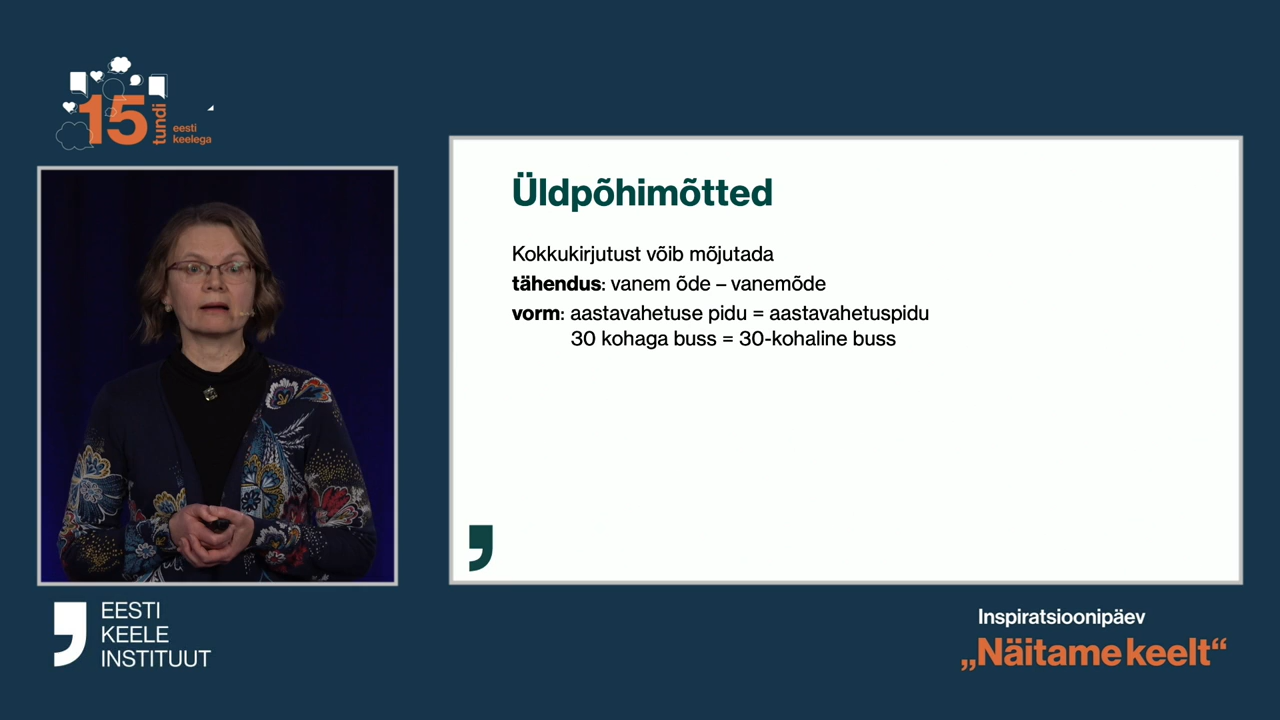 15
tundi
eesti
keelega
Üldpõhimõtted
Kokkukirjutust võib mõjutada
tähendus: vanem õde – vanemõde
vorm: aastavahetuse pidu = aastavahetuspidu
30 kohaga buss = 30-kohaline buss
EESTI
KEELE
INSTITUUT
Inspiratsioonipäev
„Näitame keelt“